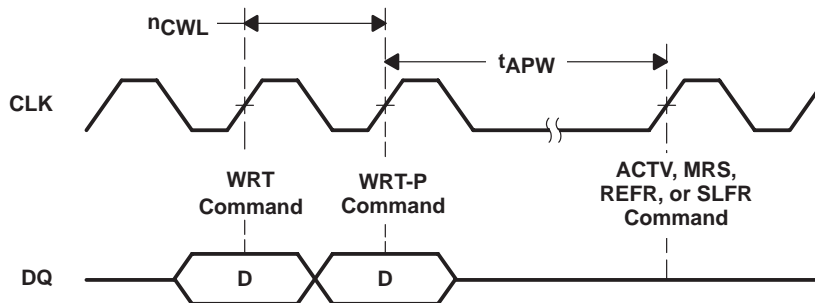 nCWL
tAPW
CLK
WRT
Command
WRT-P
Command
ACTV, MRS,
REFR, or SLFR
Command
DQ
D
D